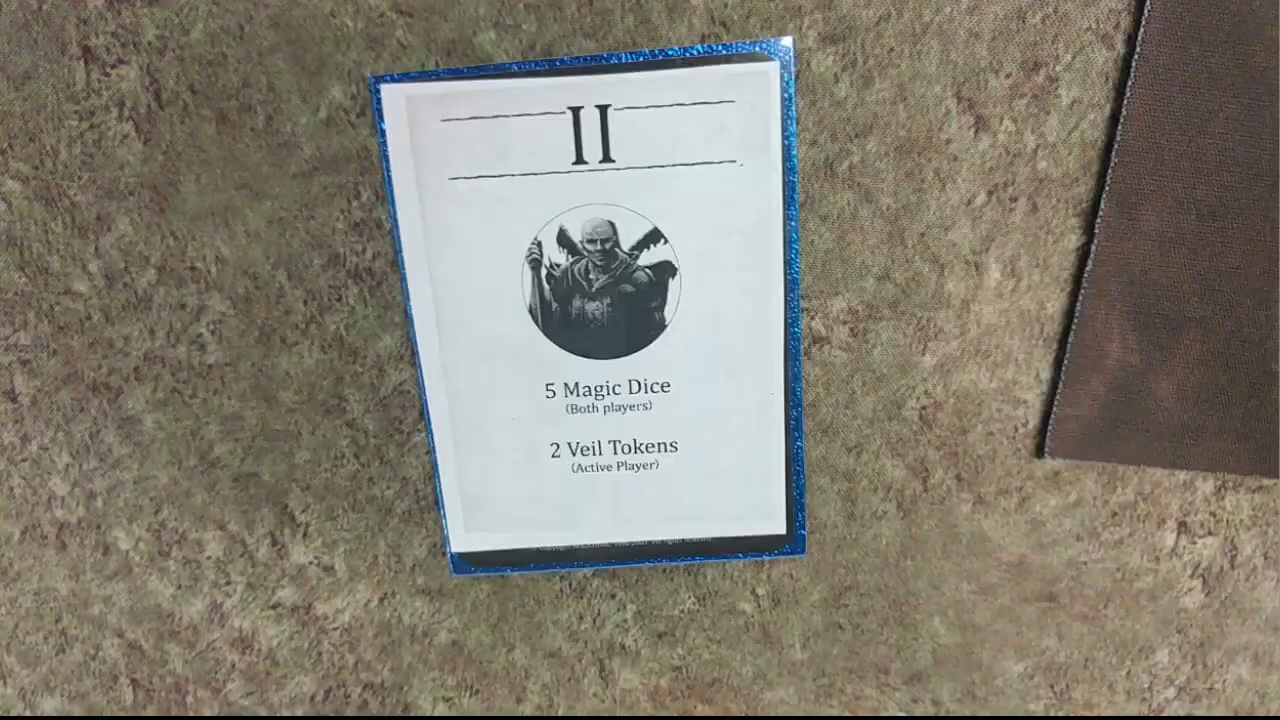 II
5 Magic Dice
(Both players)
2 Veil Tokens
(Active Player)